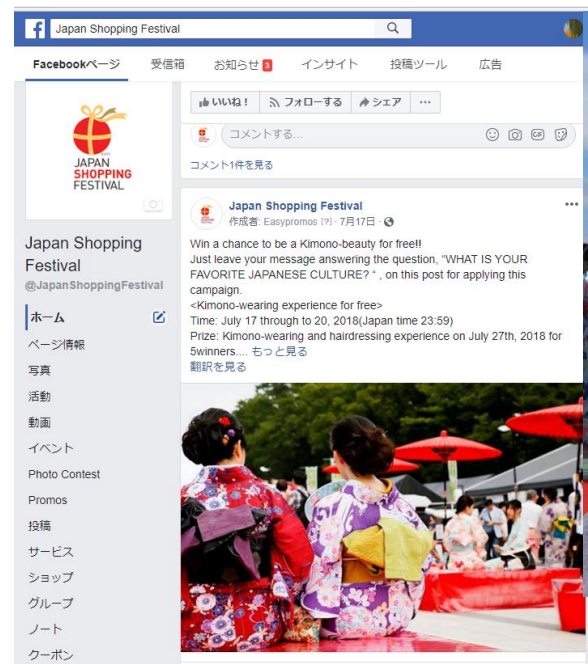 Japan Shopping Festival
Facebookページ 受信箱 お知らせ 3 インサイト 投稿ツール 広告
JAPAN
SHOPPING
FESTIVAL
Japan Shopping
Festival
@JapanShoppingFestival
ホーム
ページ情報
写真
活動
動画
イベント
Photo Contest
Promos
投稿
サービス
ショップ
グループ
ノート
クーポン
いいね！ フォローする シェア ...
コメントする...
GIF
コメント1件を見る
Japan Shopping Festival
作成者: Easypromos [?] · 7月17日 ·
Win a chance to be a Kimono-beauty for free!!
Just leave your message answering the question, "WHAT IS YOUR
FAVORITE JAPANESE CULTURE? " , on this post for applying this
campaign.
<Kimono-wearing experience for free>
Time: July 17 through to 20, 2018(Japan time 23:59)
Prize: Kimono-wearing and hairdressing experience on July 27th, 2018 for
5winners.... もっと見る
翻訳を見る